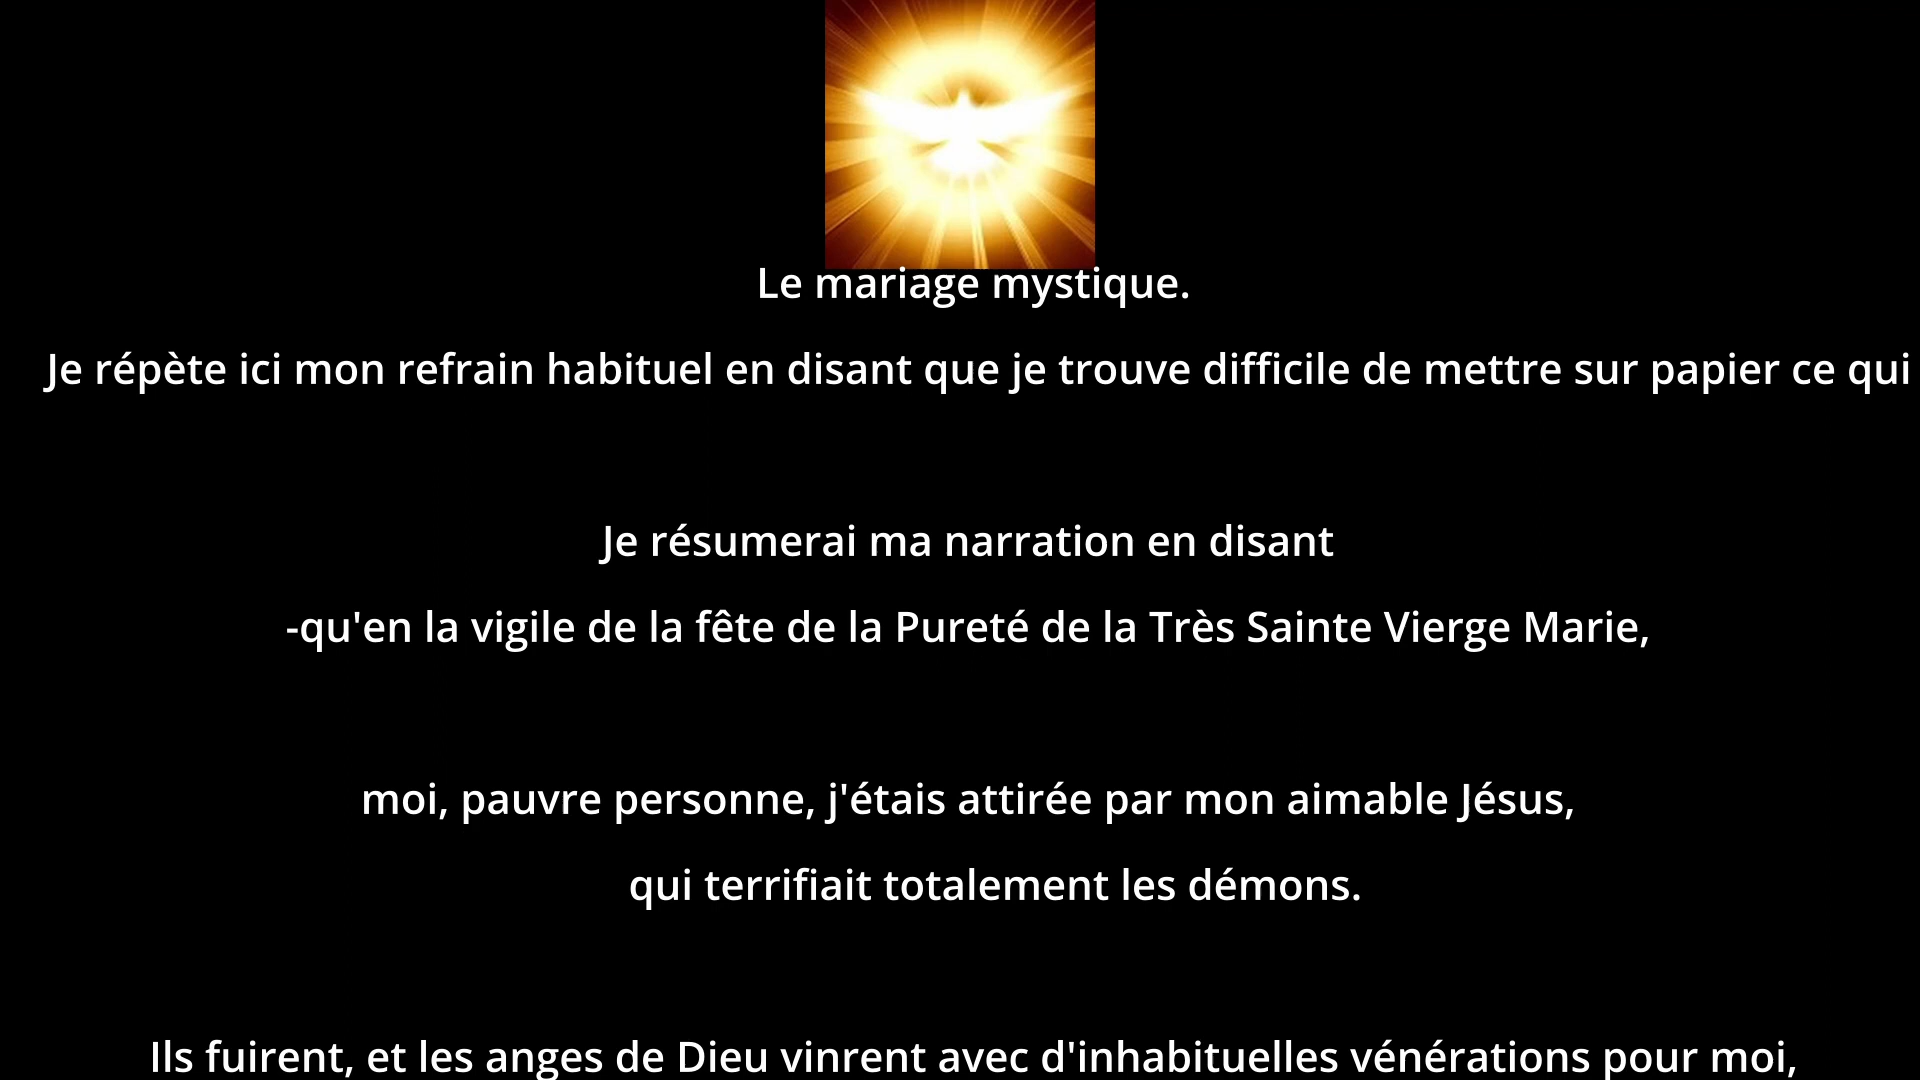 Le mariage mystique.
Je répète ici mon refrain habituel en disant que je trouve difficile de mettre sur papier ce qui
Je résumerai ma narration en disant
-qu'en la vigile de la fête de la Pureté de la Très Sainte Vierge Marie,
moi, pauvre personne, j'étais attirée par mon aimable Jésus,
qui terrifiait totalement les démons.
Ils fuirent, et les anges de Dieu vinrent avec d'inhabituelles vénérations pour moi,